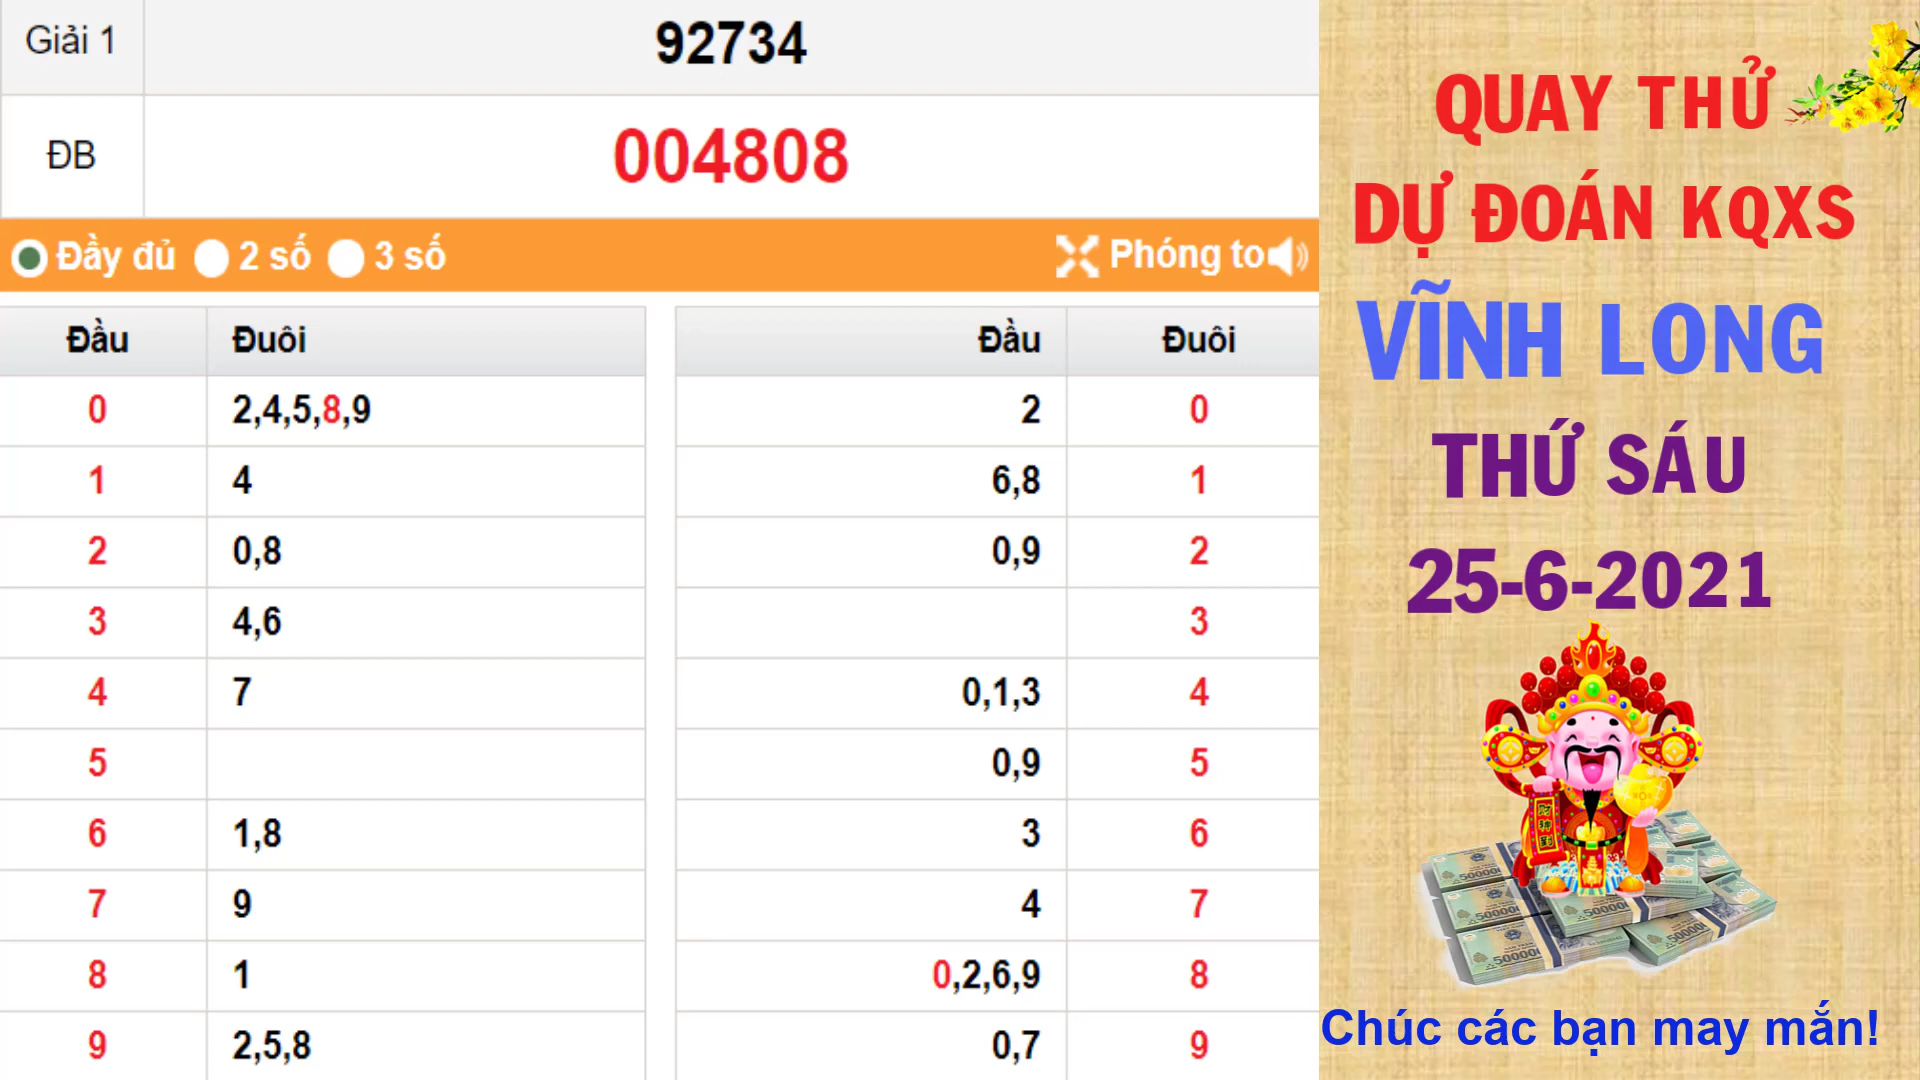 Giải 1 92734
ĐB 004808
Đầy đủ 2 số 3 số Phóng to
Đầu Đuôi Đầu Đuôi
0 2,4,5,8,9 2 0
1 4 6,8 1
2 0,8 0,9 2
3 4,6 3
4 7 0,1,3 4
5 0,9 5
6 1,8 3 6
7 9 4 7
8 1 0,2,6,9 8
9 2,5,8 0,7 9
QUAY THỬ
DỰ ĐOÁN KQXS
VĨNH LONG
THỨ SÁU
25-6-2021
Chúc các bạn may mắn!